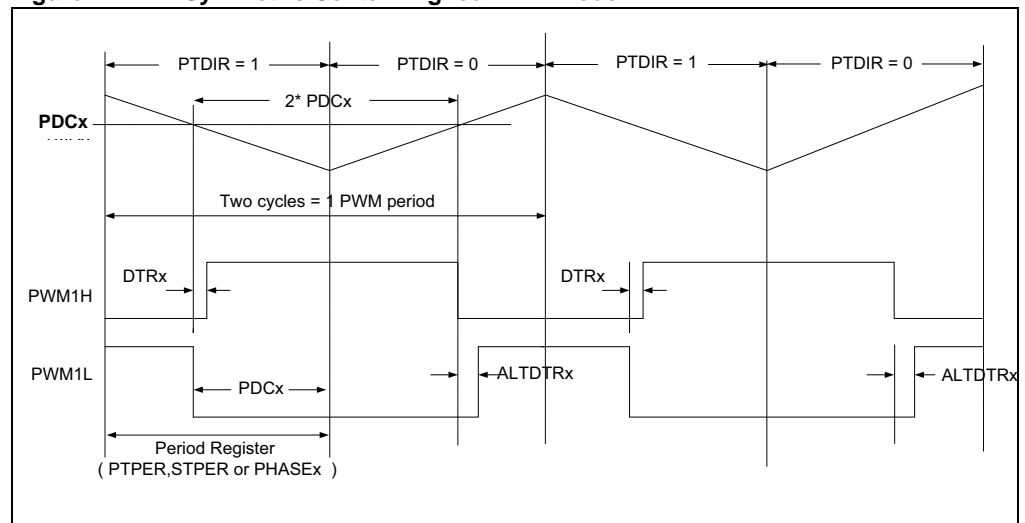 PTDIR = 1 PTDIR = 0 PTDIR = 1 PTDIR = 0
2* PDCx
PDCx
Two cycles = 1 PWM period
DTRx DTRx
PWM1H
PWM1L
PDCx ALTDTRx ALTDTRx
Period Register
( PTPER,STPER or PHASEx )